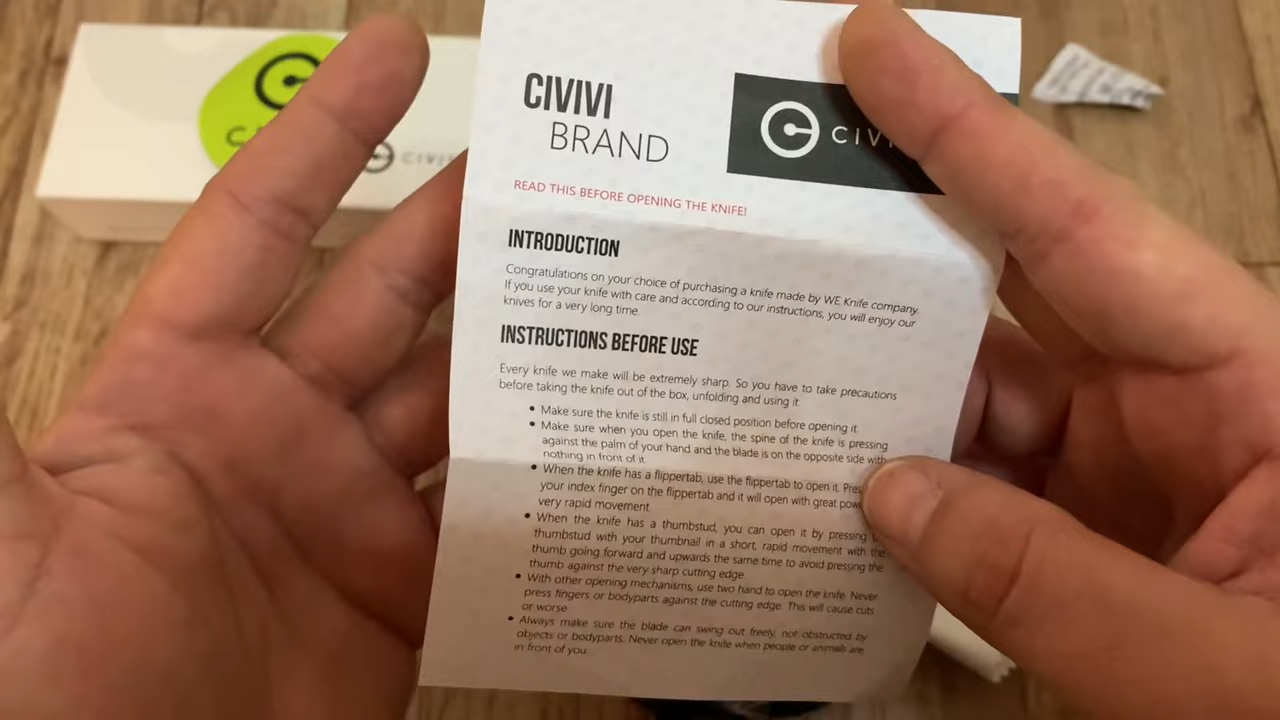 CIVIVI
BRAND
CIVI
READ THIS BEFORE OPENING THE KNIFE!
INTRODUCTION
Congratulations on your choice of purchasing a knife made by WE Knife company.
If you use your knife with care and according to our instructions, you will enjoy our
knives for a very long time.
INSTRUCTIONS BEFORE USE
Every knife we make will be extremely sharp. So you have to take precautions
before taking the knife out of the box, unfolding and using it.
• Make sure the knife is still in full closed position before opening it.
• Make sure when you open the knife, the spine of the knife is pressing
against the palm of your hand and the blade is on the opposite side with
nothing in front of it.
• When the knife has a flippertab, use the flippertab to open it.
your index finger on the flippertab and it will open with great
very rapid movement.
• When the knife has a thumbstud, you can open it by pressing
thumbstud with your thumbnail in a short, rapid movement with the
thumb going forward and upwards the same time to avoid pressing the
thumb against the very sharp cutting edge.
• With other opening mechanisms, use two hand to open the knife. Never
press fingers or bodyparts against the cutting edge. This will cause cuts
or worse.
• Always make sure the blade can swing out freely, not obstructed by
objects or bodyparts. Never open the knife when people or animals are
in front of you.